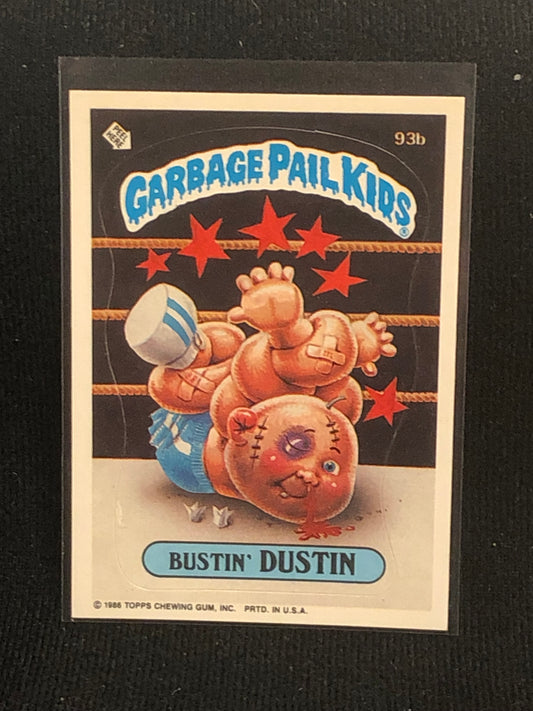 PEEL
HERE
93b
GARBAGE PAIL KIDS®
BUSTIN' DUSTIN
© 1986 TOPPS CHEWING GUM, INC. PRTD. IN U.S.A.